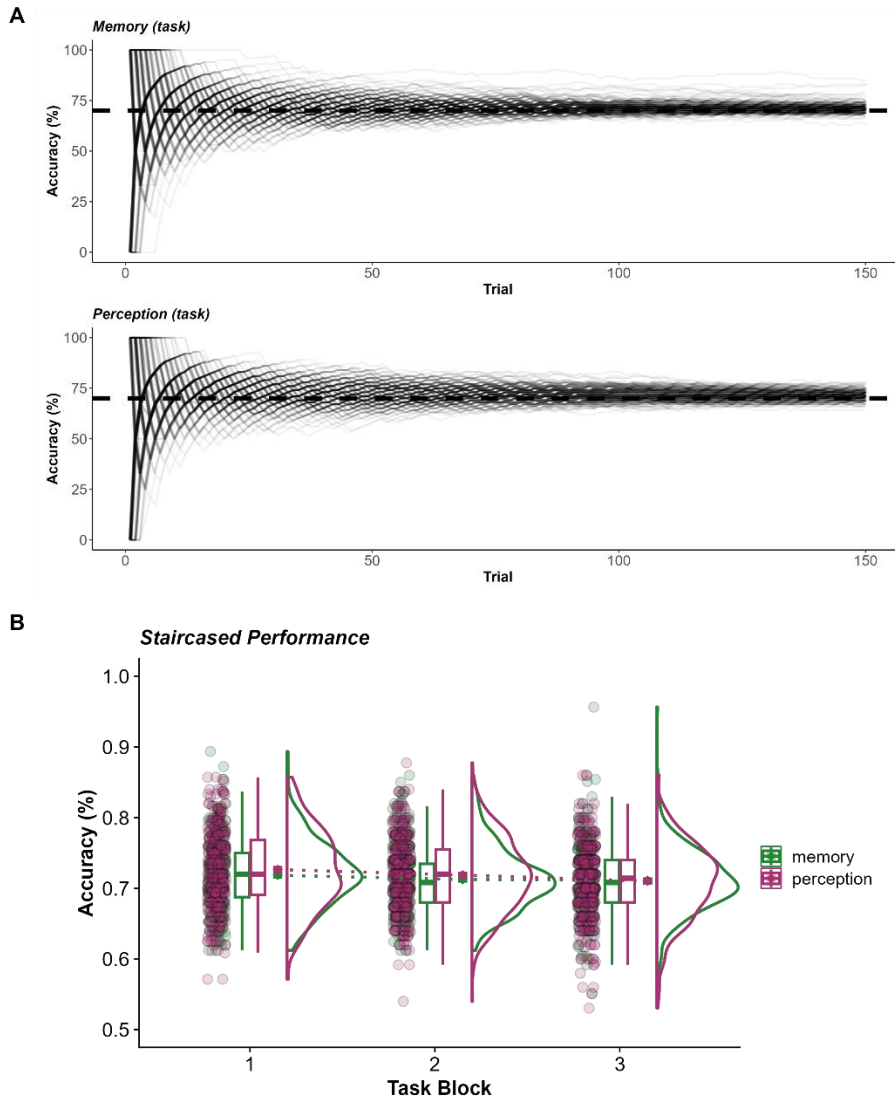 A
Memory (task)
100
75
50
25
0
Accuracy (%)
0 50 100 150
Trial
Perception (task)
100
75
50
25
0
Accuracy (%)
0 50 100 150
Trial
B
Staircased Performance
1.0
0.9
0.8
0.7
0.6
0.5
Accuracy (%)
memory
perception
1 2 3
Task Block